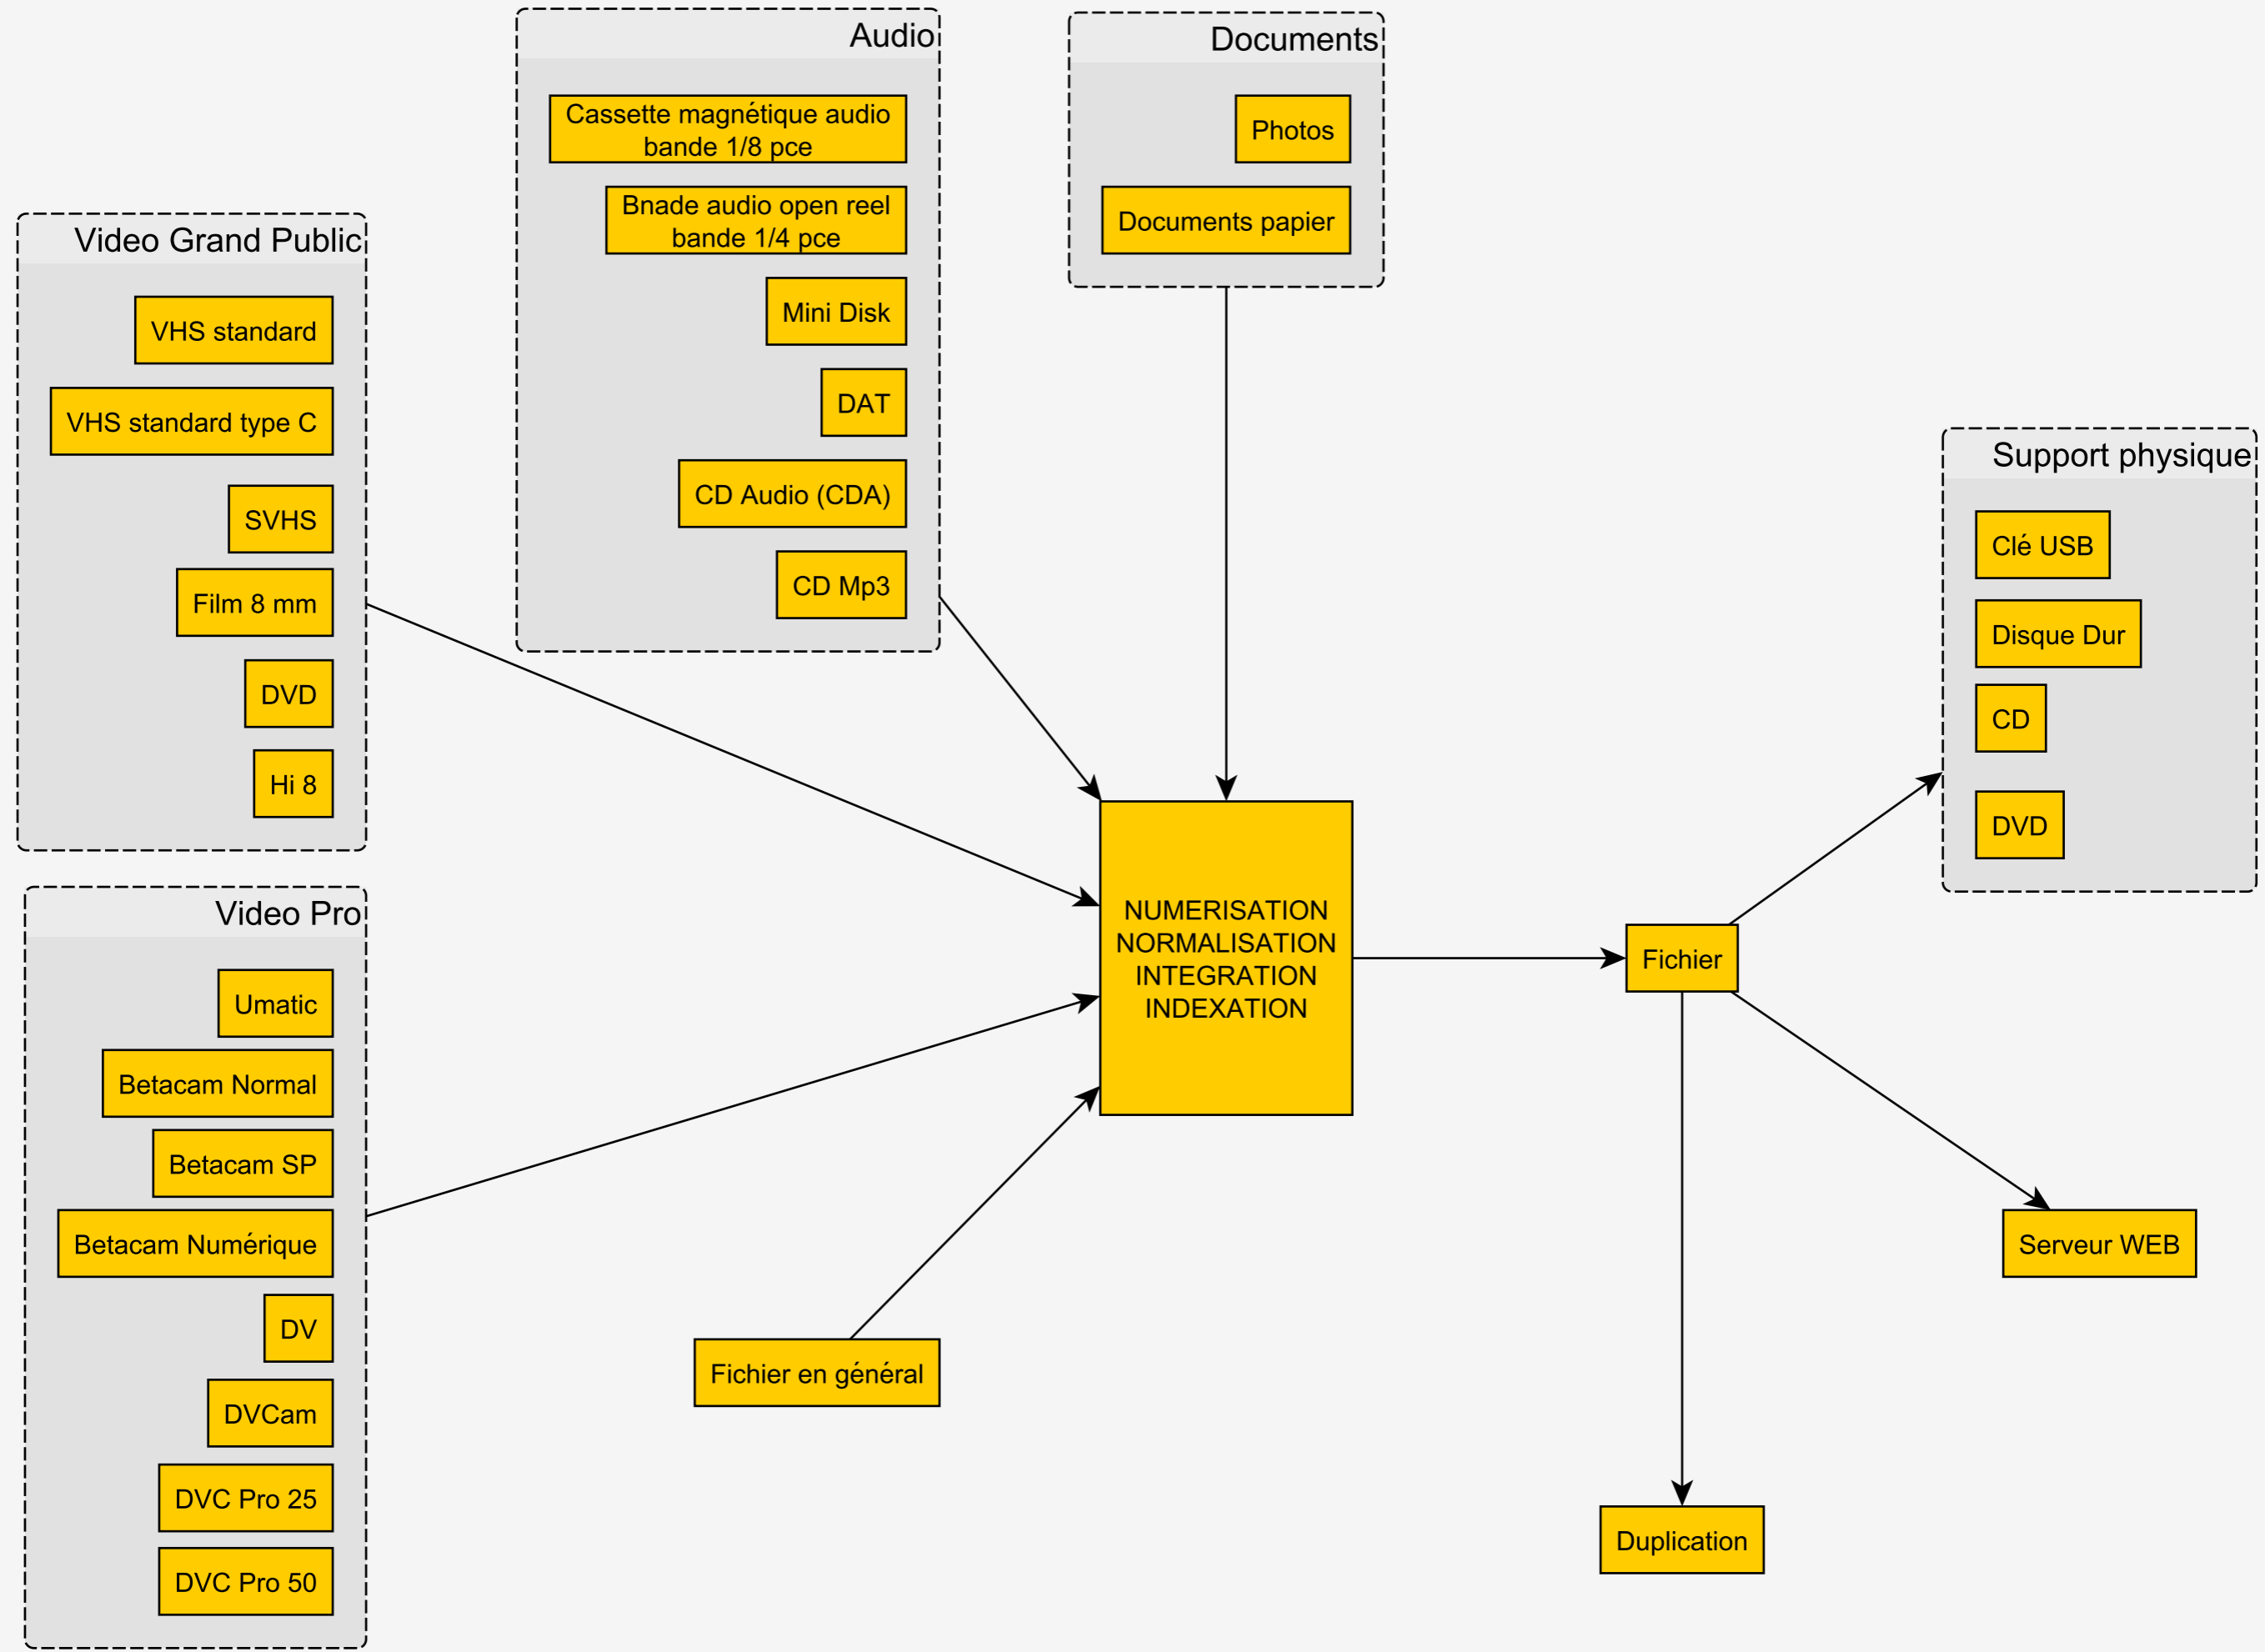 Audio
Cassette magnétique audio
bande 1/8 pce
Bnade audio open reel
bande 1/4 pce
Mini Disk
DAT
CD Audio (CDA)
CD Mp3
Documents
Photos
Documents papier
Video Grand Public
VHS standard
VHS standard type C
SVHS
Film 8 mm
DVD
Hi 8
Video Pro
Umatic
Betacam Normal
Betacam SP
Betacam Numérique
DV
DVCam
DVC Pro 25
DVC Pro 50
Fichier en général
NUMERISATION
NORMALISATION
INTEGRATION
INDEXATION
Fichier
Support physique
Clé USB
Disque Dur
CD
DVD
Serveur WEB
Duplication